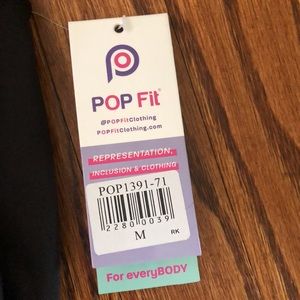 POP Fit®
@POPFitClothing
POPFitClothing.com
REPRESENTATION,
INCLUSION & CLOTHING
POP1391-71
22800039
M
RK
For everyBODY